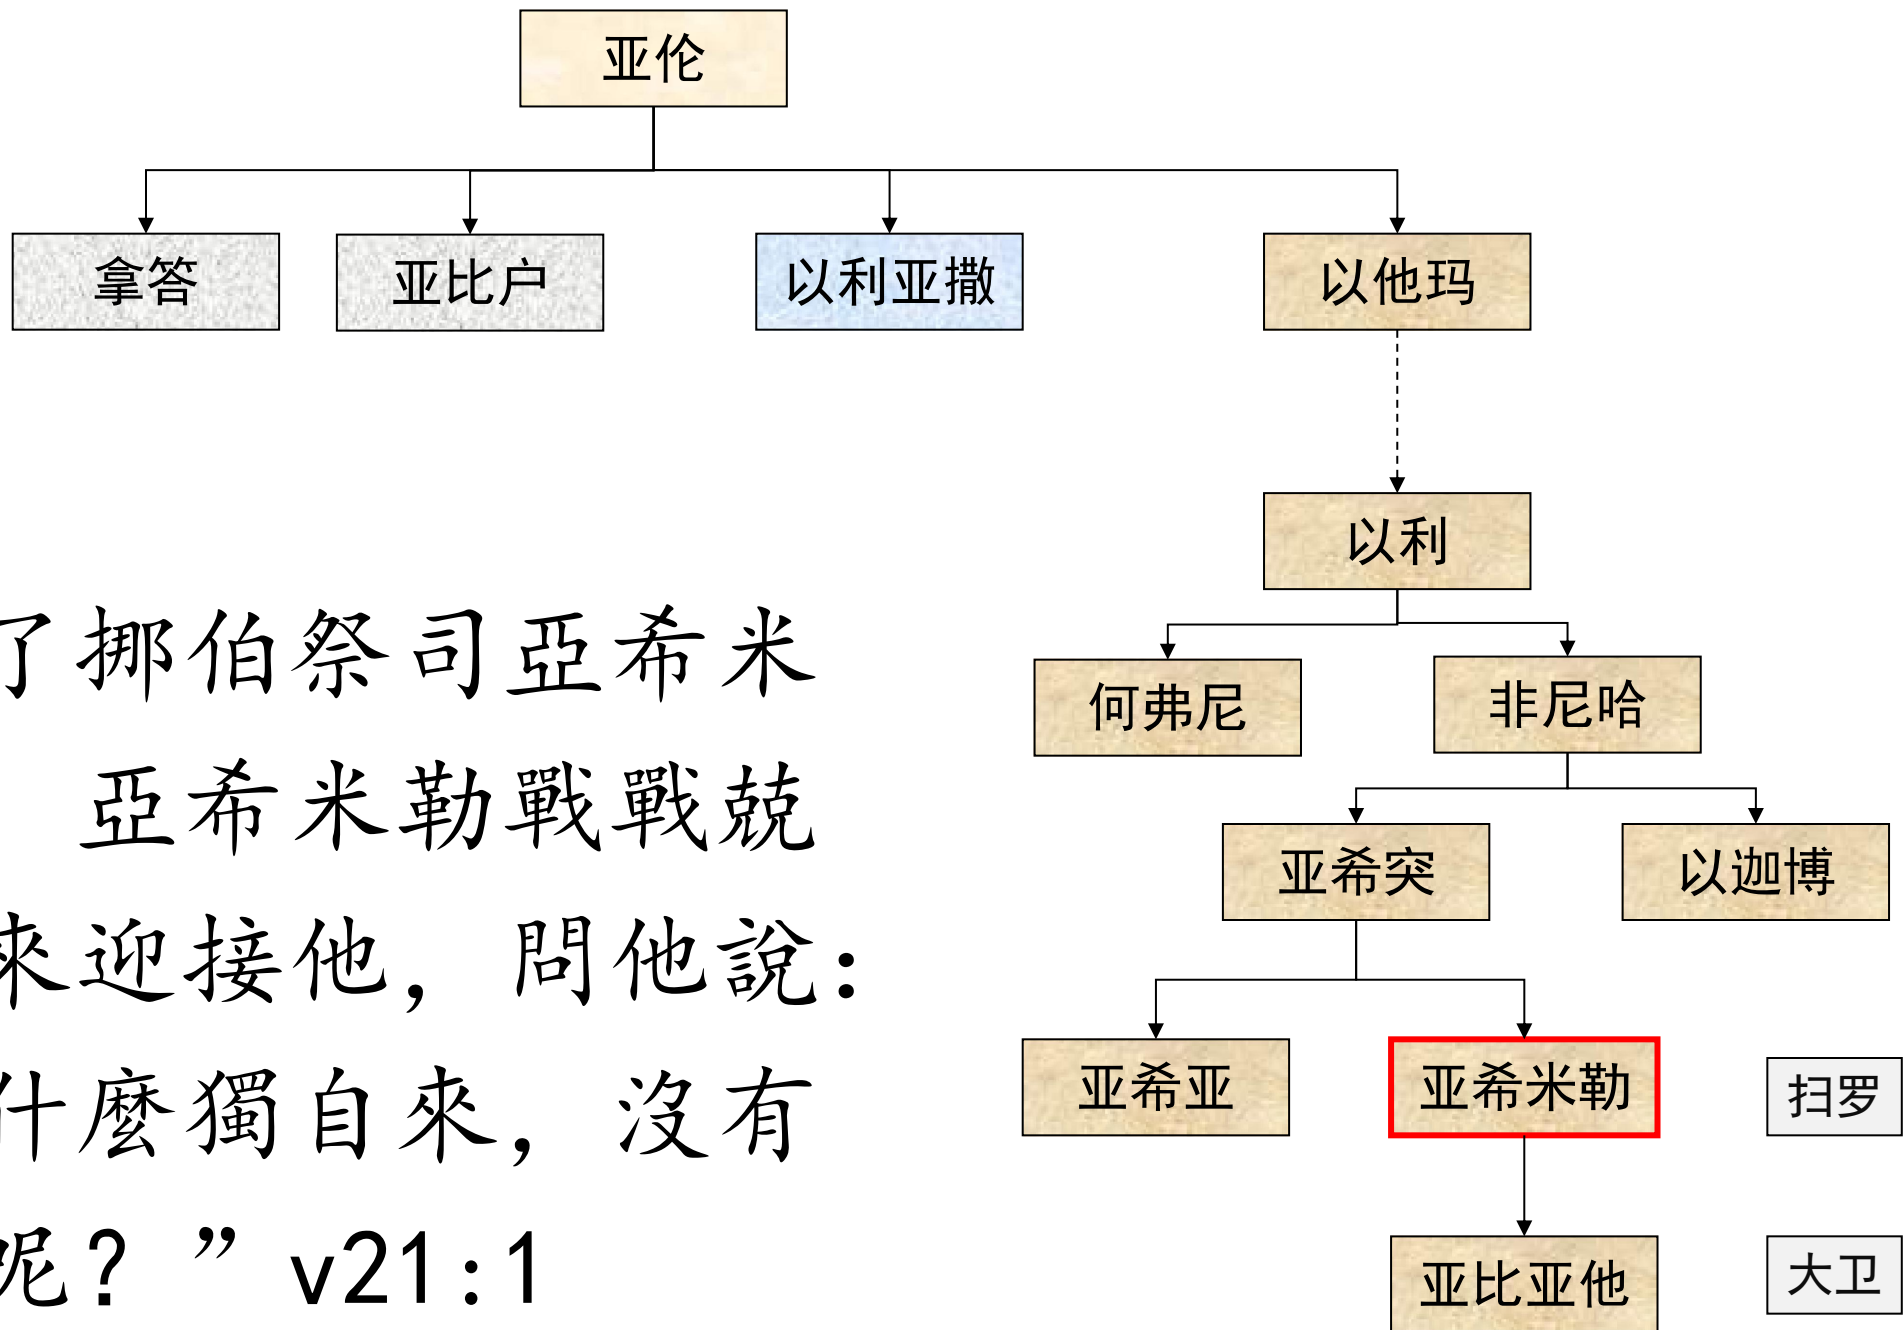 亚伦
拿答
亚比户
以利亚撒
以他玛
以利
何弗尼
非尼哈
亚希突
以迦博
亚希亚
亚希米勒
扫罗
亚比亚他
大卫
了挪伯祭司亞希米
亞希米勒戰戰兢
來迎接他，問他說：
什麼獨自來，沒有
呢？”v21:1